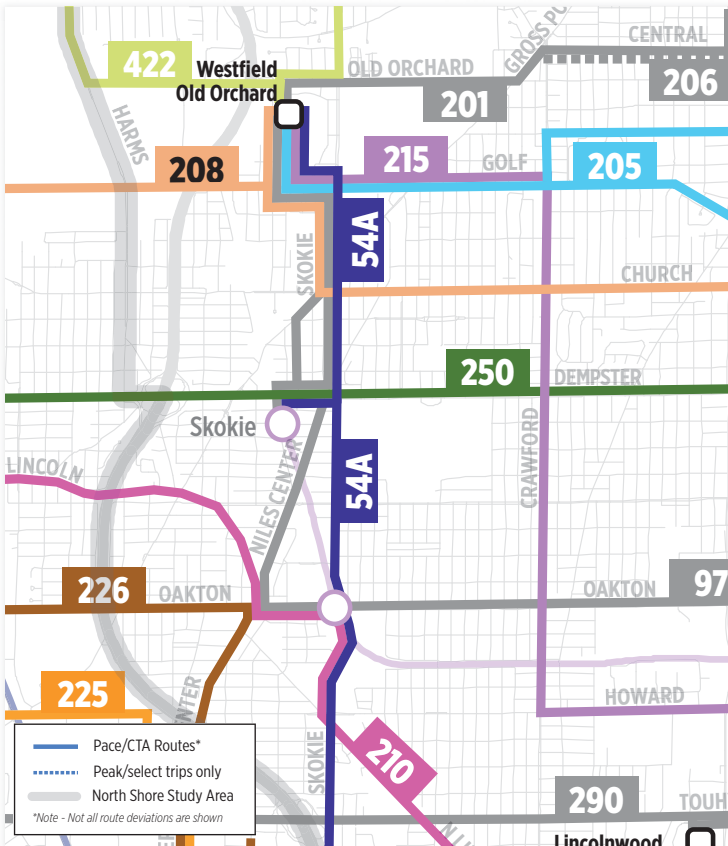 GROSS PO
CENTRAL
422
Westfield
Old Orchard
OLD ORCHARD
201
206
HARMS
208
215
GOLF
205
54A
SKOKIE
CHURCH
250
DEMPSTER
Skokie
CRAWFORD
LINCOLN
NILES CENTER
54A
226
OAKTON
OAKTON
97
225
ENTER
HOWARD
Pace/CTA Routes*
Peak/select trips only
North Shore Study Area
*Note - Not all route deviations are shown
SKOKIE
210
290
TOUH
Lincolnwood